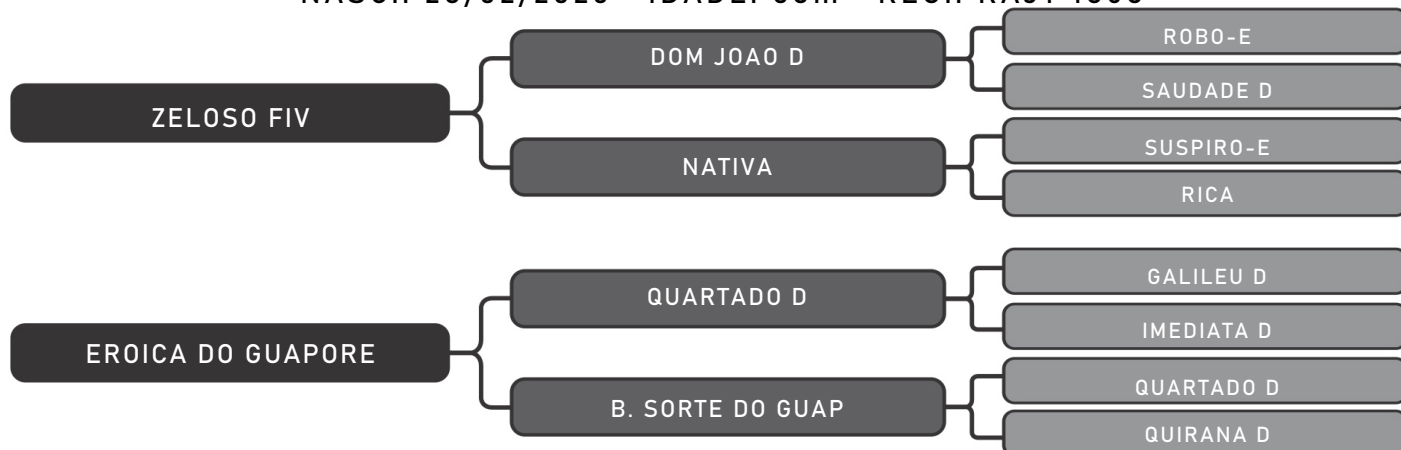 DOM JOAO D
ROBO-E
SAUDADE D
ZELOSO FIV
NATIVA
SUSPIRO-E
RICA
QUARTADO D
GALILEU D
IMEDIATA D
EROICA DO GUAPORE
B. SORTE DO GUAP
QUARTADO D
QUIRANA D